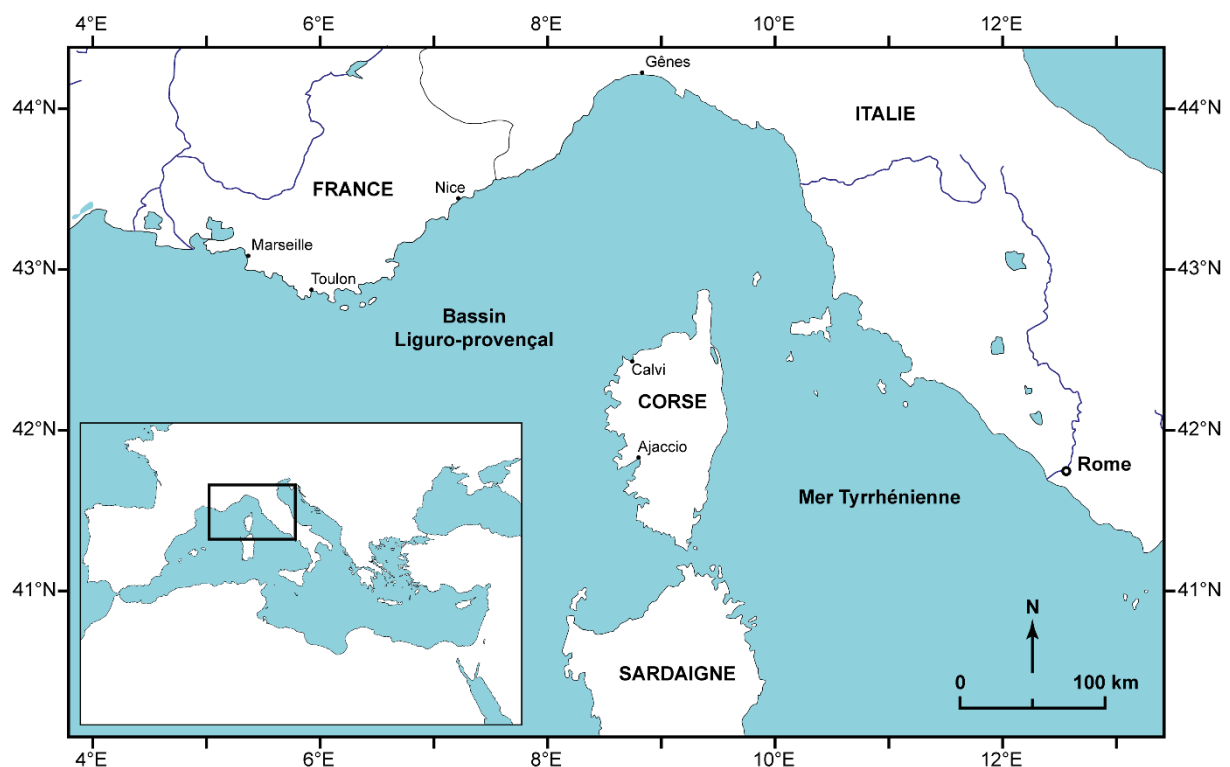 4°E 6°E 8°E 10°E 12°E
Gênes
44°N 44°N
ITALIE
FRANCE
Nice
Marseille
43°N 43°N
Toulon
Bassin
Liguro-provençal
Calvi
CORSE
42°N 42°N
Ajaccio
Rome
Mer Tyrrhénienne
41°N 41°N
N
SARDAIGNE
0 100 km
4°E 6°E 8°E 10°E 12°E